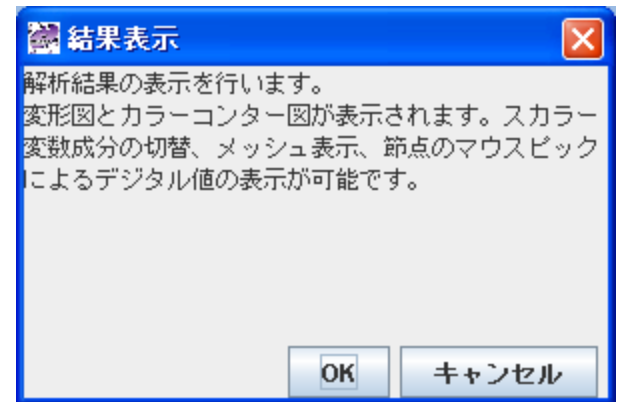 結果表示
解析結果の表示を行います。
変形図とカラーコンター図が表示されます。スカラー
変数成分の切替、メッシュ表示、節点のマウスピック
によるデジタル値の表示が可能です。
OK キャンセル